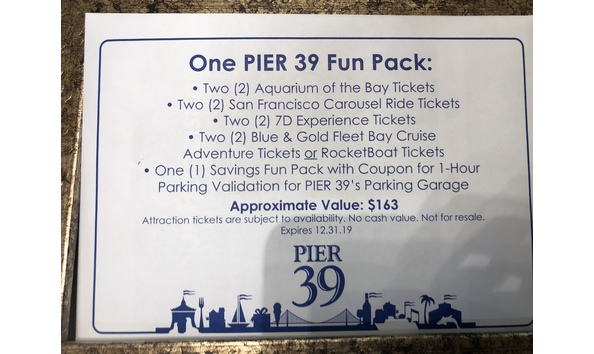 One PIER 39 Fun Pack:
• Two (2) Aquarium of the Bay Tickets
• Two (2) San Francisco Carousel Ride Tickets
• Two (2) 7D Experience Tickets
• Two (2) Blue & Gold Fleet Bay Cruise
Adventure Tickets or RocketBoat Tickets
• One (1) Savings Fun Pack with Coupon for 1-Hour
Parking Validation for PIER 39's Parking Garage
Approximate Value: $163
Attraction tickets are subject to availability. No cash value. Not for resale.
Expires 12.31.19
PIER
39